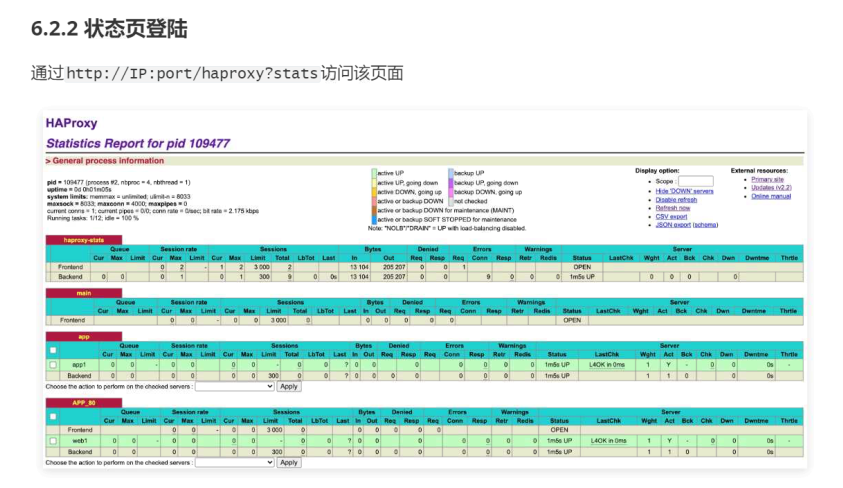 6.2.2 状态页登陆
通过http://IP:port/haproxy?stats访问该页面
HAProxy
Statistics Report for pid 109477
> General process information
pid = 109477 (process #2, nbproc = 4, nbthread = 1)
uptime = 0d 0h01m05s
system limits: memmax = unlimited; ulimit-n = 8033
maxsock = 8033; maxconn = 4000; maxpipes = 0
current conns = 1; current pipes = 0/0; conn rate = 0/sec; bit rate = 2.175 kbps
Running tasks: 1/12; idle = 100 %
active UP
backup UP
active UP, going down
backup UP, going down
active DOWN, going up
backup DOWN, going up
active or backup DOWN
not checked
active or backup DOWN for maintenance (MAINT)
active or backup SOFT STOPPED for maintenance
Note: "NOLB"/"DRAIN" = UP with load-balancing disabled.
Display option:
Scope :
Hide 'DOWN' servers
Disable refresh
Refresh now
CSV export
JSON export (schema)
External resources:
Primary site
Updates (v2.2)
Online manual
haproxy-stats
Queue Session rate Sessions Bytes Denied Errors Warnings Server
Cur Max Limit Cur Max Limit Cur Max Limit Total LbTot Last In Out Req Resp Req Conn Resp Retr Redis Status LastChk Wght Act Bck Chk Dwn Dwntme Thrtle
Frontend 0 2 - 1 2 3 000 2 13 104 205 207 0 0 1 OPEN
Backend 0 0 0 1 0 1 300 9 0 0s 13 104 205 207 0 0 9 0 0 0 1m5s UP 0 0 0 0
main
Queue Session rate Sessions Bytes Denied Errors Warnings Server
Cur Max Limit Cur Max Limit Cur Max Limit Total LbTot Last In Out Req Resp Req Conn Resp Retr Redis Status LastChk Wght Act Bck Chk Dwn Dwntme Thrtle
Frontend 0 0 - 0 0 3 000 0 0 0 0 0 0 OPEN
app
Queue Session rate Sessions Bytes Denied Errors Warnings Server
Cur Max Limit Cur Max Limit Cur Max Limit Total LbTot Last In Out Req Resp Req Conn Resp Retr Redis Status LastChk Wght Act Bck Chk Dwn Dwntme Thrtle
app1 0 0 - 0 0 0 0 - 0 0 ? 0 0 0 0 0 0 0 1m5s UP L4OK in 0ms 1 Y - 0 0 0s -
Backend 0 0 0 0 0 0 300 0 0 ? 0 0 0 0 0 0 0 0 1m5s UP 1 1 0 0 0s
Choose the action to perform on the checked servers : Apply
APP_80
Queue Session rate Sessions Bytes Denied Errors Warnings Server
Cur Max Limit Cur Max Limit Cur Max Limit Total LbTot Last In Out Req Resp Req Conn Resp Retr Redis Status LastChk Wght Act Bck Chk Dwn Dwntme Thrtle
Frontend 0 0 - 0 0 3 000 0 0 0 0 0 0 OPEN
web1 0 0 - 0 0 0 0 - 0 0 ? 0 0 0 0 0 0 0 1m5s UP L4OK in 0ms 1 Y - 0 0 0s -
Backend 0 0 0 0 0 0 300 0 0 ? 0 0 0 0 0 0 0 0 1m5s UP 1 1 0 0 0s
Choose the action to perform on the checked servers : Apply